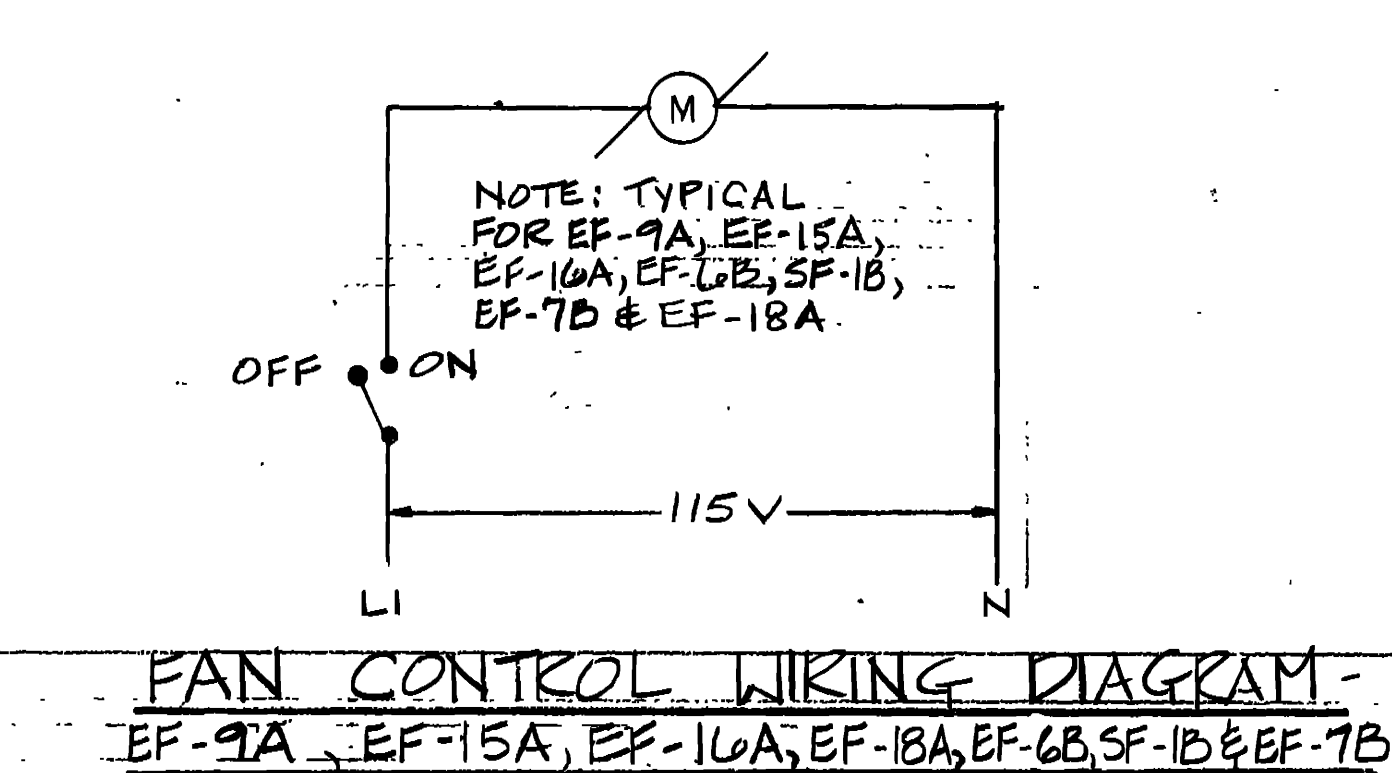 M
NOTE: TYPICAL
FOR EF-9A, EF-15A,
EF-16A, EF-6B, SF-1B,
EF-7B & EF-18A.
OFF ON
115 V
L1 N
FAN CONTROL WIRING DIAGRAM-
EF-9A, EF-15A, EF-16A, EF-18A, EF-6B, SF-1B & EF-7B